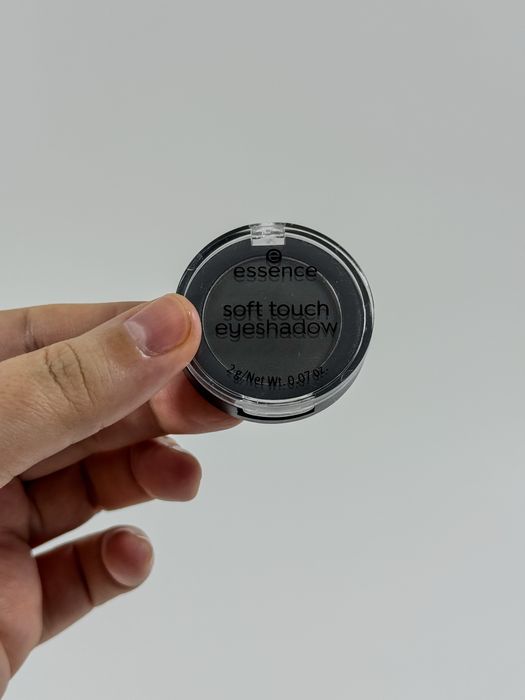 e
essence
soft touch
eyeshadow
2 g/Net Wt. 0.07 oz.